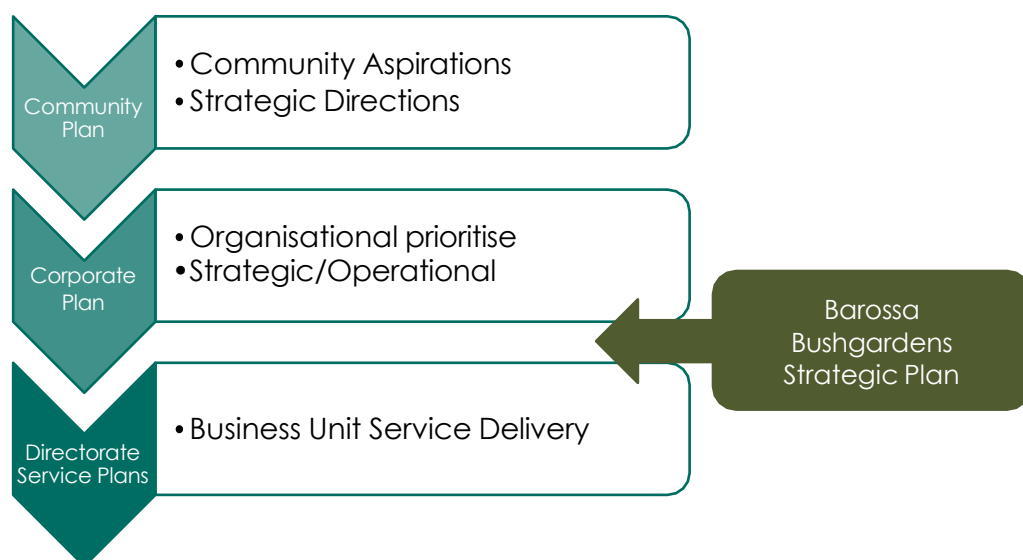 Community
Plan
• Community Aspirations
• Strategic Directions
Corporate
Plan
• Organisational prioritise
• Strategic/Operational
Barossa
Bushgardens
Strategic Plan
Directorate
Service Plans
• Business Unit Service Delivery